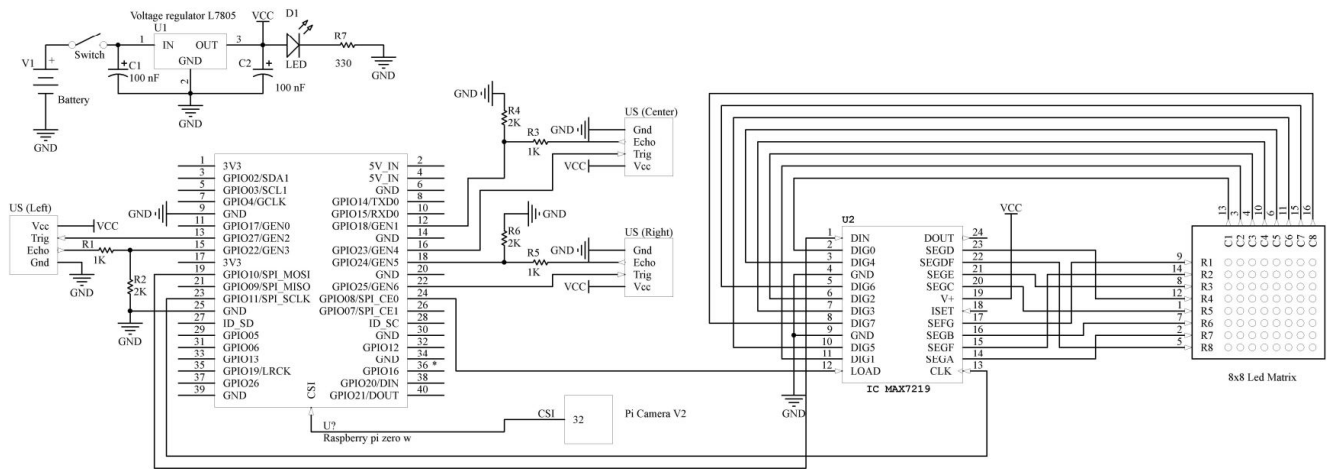 Voltage regulator L7805
D1
VCC
U1
R7
1
IN
OUT
3
Switch
GND
2
C1
100 nF
C2
100 nF
LED
330
GND
V1
Battery
GND
GND
GND
R4
2K
R3
1K
US (Center)
GND
Gnd
Echo
Trig
VCC
Vcc
1 3V3
3 GPIO02/SDA1
5 GPIO03/SCL1
7 GPIO4/GCLK
GND 9 GND
11 GPIO17/GEN0
13 GPIO27/GEN2
15 GPIO22/GEN3
17 3V3
19 GPIO10/SPI_MOSI
21 GPIO09/SPI_MISO
23 GPIO11/SPI_SCLK
25 GND
27 ID_SD
29 GPIO05
31 GPIO06
33 GPIO13
35 GPIO19/LRCK
37 GPIO26
39 GND
5V_IN 2
5V_IN 4
GND 6
GPIO14/TXD0 8
GPIO15/RXD0 10
GPIO18/GEN1 12
GND 14
GPIO23/GEN4 16
GPIO24/GEN5 18
GND 20
GPIO25/GEN6 22
GPIO08/SPI_CE0 24
GPIO07/SPI_CE1 26
ID_SC 28
GND 30
GPIO12 32
GND 34
GPIO16 36 *
GPIO20/DIN 38
GPIO21/DOUT 40
CSI
U?
Raspberry pi zero w
US (Left)
Vcc
VCC
Trig
Echo
Gnd
R1
1K
GND
R2
2K
GND
R6
2K
GND
R5
1K
US (Right)
GND
Gnd
Echo
Trig
VCC
Vcc
CSI
32
Pi Camera V2
U2
VCC
1 DIN
2 DIG0
3 DIG4
4 GND
5 DIG6
6 DIG2
7 DIG3
8 DIG7
9 GND
10 DIG5
11 DIG1
12 LOAD
DOUT 24
SEGD 23
SEGDF 22
SEGE 21
SEGC 20
V+ 19
ISET 18
SEFG 17
SEGB 16
SEGF 15
SEGA 14
CLK 13
IC MAX7219
GND
13 3 4 10 6 11 15 16
C1 C2 C3 C4 C5 C6 C7 C8
9 R1
14 R2
8 R3
12 R4
1 R5
7 R6
2 R7
5 R8
8x8 Led Matrix